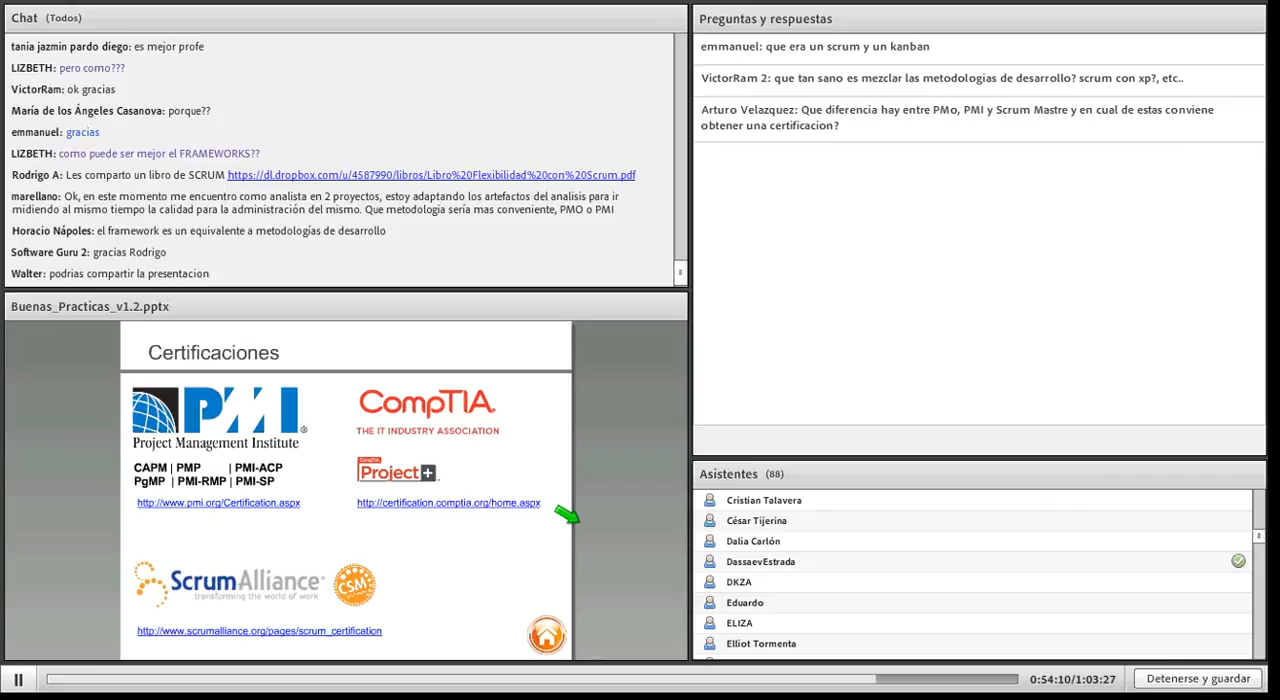 Chat (Todos)
tania jazmin pardo diego: es mejor profe
LIZBETH: pero como???
VictorRam: ok gracias
María de los Ángeles Casanova: porque??
emmanuel: gracias
LIZBETH: como puede ser mejor el FRAMEWORKS??
Rodrigo A: Les comparto un libro de SCRUM https://dl.dropbox.com/u/4587990/libros/Libro%20Flexibilidad%20con%20Scrum.pdf
marellano: Ok, en este momento me encuentro como analista en 2 proyectos, estoy adaptando los artefactos del analisis para ir
midiendo al mismo tiempo la calidad para la administración del mismo. Que metodologia sería mas conveniente, PMO o PMI
Horacio Nápoles: el framework es un equivalente a metodologías de desarrollo
Software Guru 2: gracias Rodrigo
Walter: podrias compartir la presentacion
Buenas_Practicas_v1.2.pptx
Certificaciones
PMI
Project Management Institute
CAPM | PMP | PMI-ACP
PgMP | PMI-RMP | PMI-SP
http://www.pmi.org/Certification.aspx
CompTIA.
THE IT INDUSTRY ASSOCIATION
CompTIA
Project+
http://certification.comptia.org/home.aspx
ScrumAlliance
transforming the world of work
CSM
http://www.scrumalliance.org/pages/scrum_certification
Preguntas y respuestas
emmanuel: que era un scrum y un kanban
VictorRam 2: que tan sano es mezclar las metodologias de desarrollo? scrum con xp?, etc..
Arturo Velazquez: Que diferencia hay entre PMo, PMI y Scrum Mastre y en cual de estas conviene
obtener una certificacion?
Asistentes (88)
Cristian Talavera
César Tijerina
Dalia Carlón
DassaevEstrada
DKZA
Eduardo
ELIZA
Elliot Tormenta
0:54:10/1:03:27
Detenerse y guardar